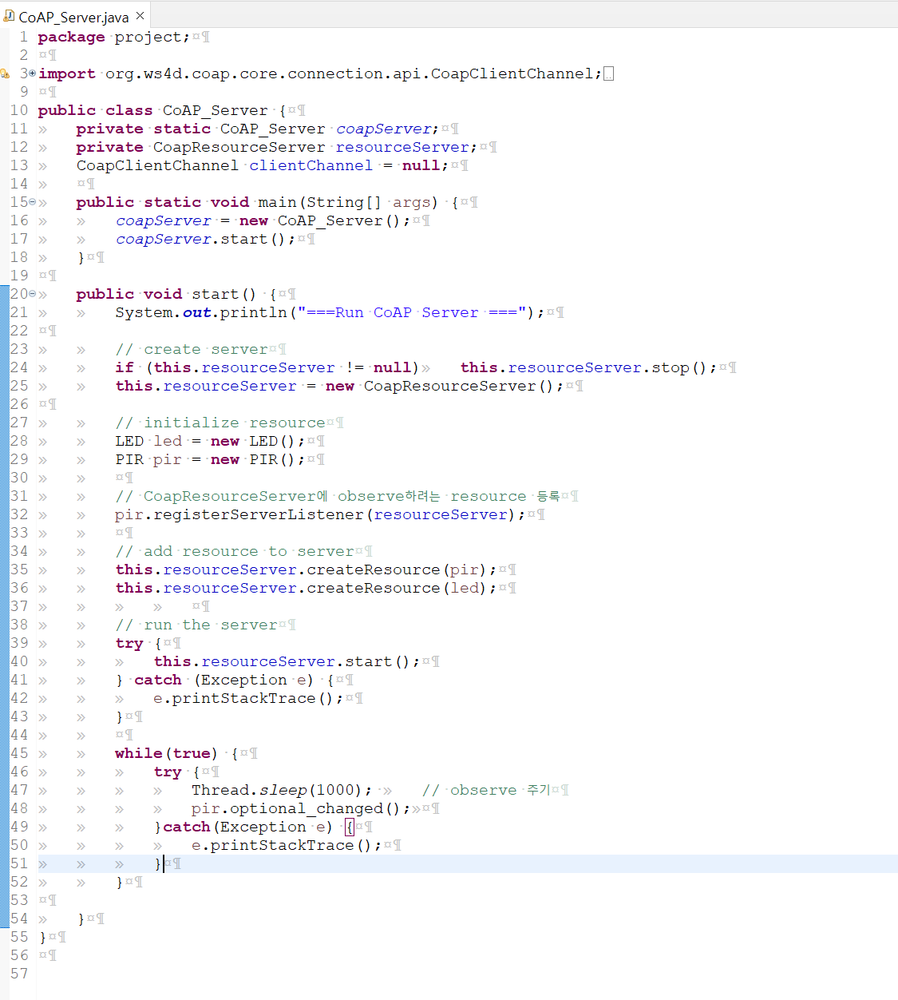 CoAP_Server.java
1 package project;
2
3 import org.ws4d.coap.core.connection.api.CoapClientChannel;
9
10 public class CoAP_Server {
11 private static CoAP_Server coapServer;
12 private CoapResourceServer resourceServer;
13 CoapClientChannel clientChannel = null;
14
15 public static void main(String[] args) {
16 coapServer = new CoAP_Server();
17 coapServer.start();
18 }
19
20 public void start() {
21 System.out.println("===Run CoAP Server ===");
22
23 // create server
24 if (this.resourceServer != null) this.resourceServer.stop();
25 this.resourceServer = new CoapResourceServer();
26
27 // initialize resource
28 LED led = new LED();
29 PIR pir = new PIR();
30
31 // CoapResourceServer에 observe하려는 resource 등록
32 pir.registerServerListener(resourceServer);
33
34 // add resource to server
35 this.resourceServer.createResource(pir);
36 this.resourceServer.createResource(led);
37
38 // run the server
39 try {
40 this.resourceServer.start();
41 } catch (Exception e) {
42 e.printStackTrace();
43 }
44
45 while(true) {
46 try {
47 Thread.sleep(1000); // observe 주기
48 pir.optional_changed();
49 }catch(Exception e) {
50 e.printStackTrace();
51 }
52 }
53
54 }
55 }
56
57